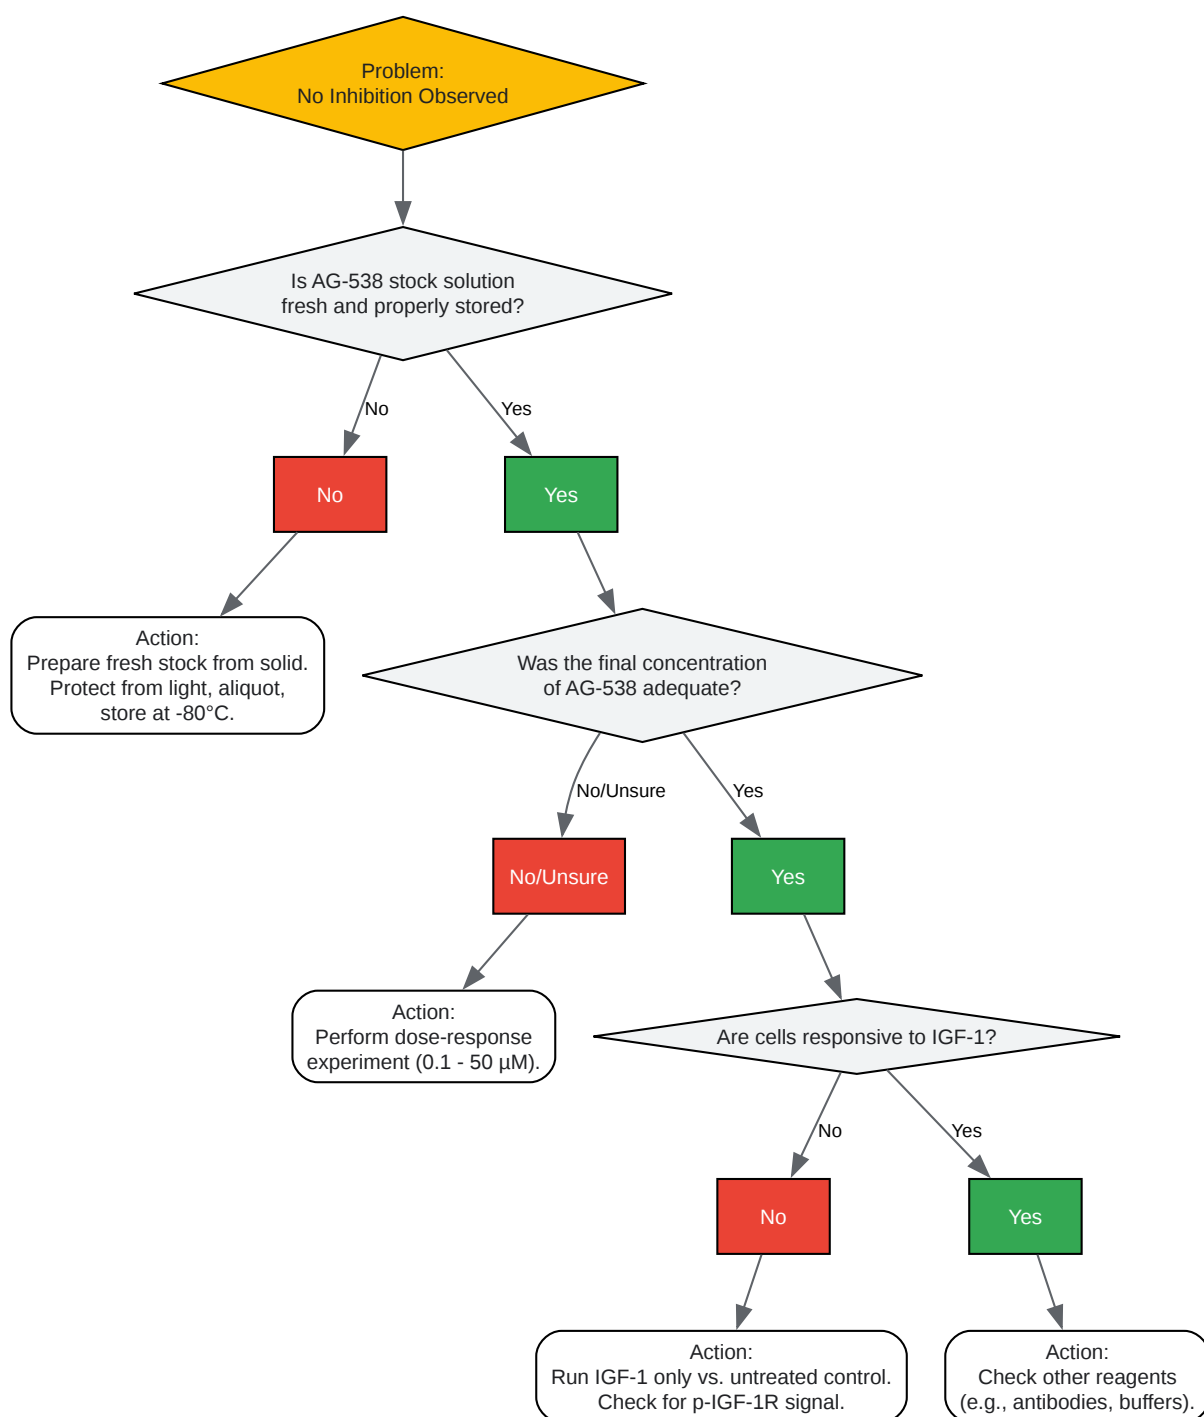 Problem:
No Inhibition Observed
Is AG-538 stock solution
fresh and properly stored?
No
Yes
No
Yes
Action:
Prepare fresh stock from solid.
Protect from light, aliquot,
store at -80°C.
Was the final concentration
of AG-538 adequate?
No/Unsure
Yes
No/Unsure
Yes
Action:
Perform dose-response
experiment (0.1 - 50 µM).
Are cells responsive to IGF-1?
No
Yes
No
Yes
Action:
Run IGF-1 only vs. untreated control.
Check for p-IGF-1R signal.
Action:
Check other reagents
(e.g., antibodies, buffers).